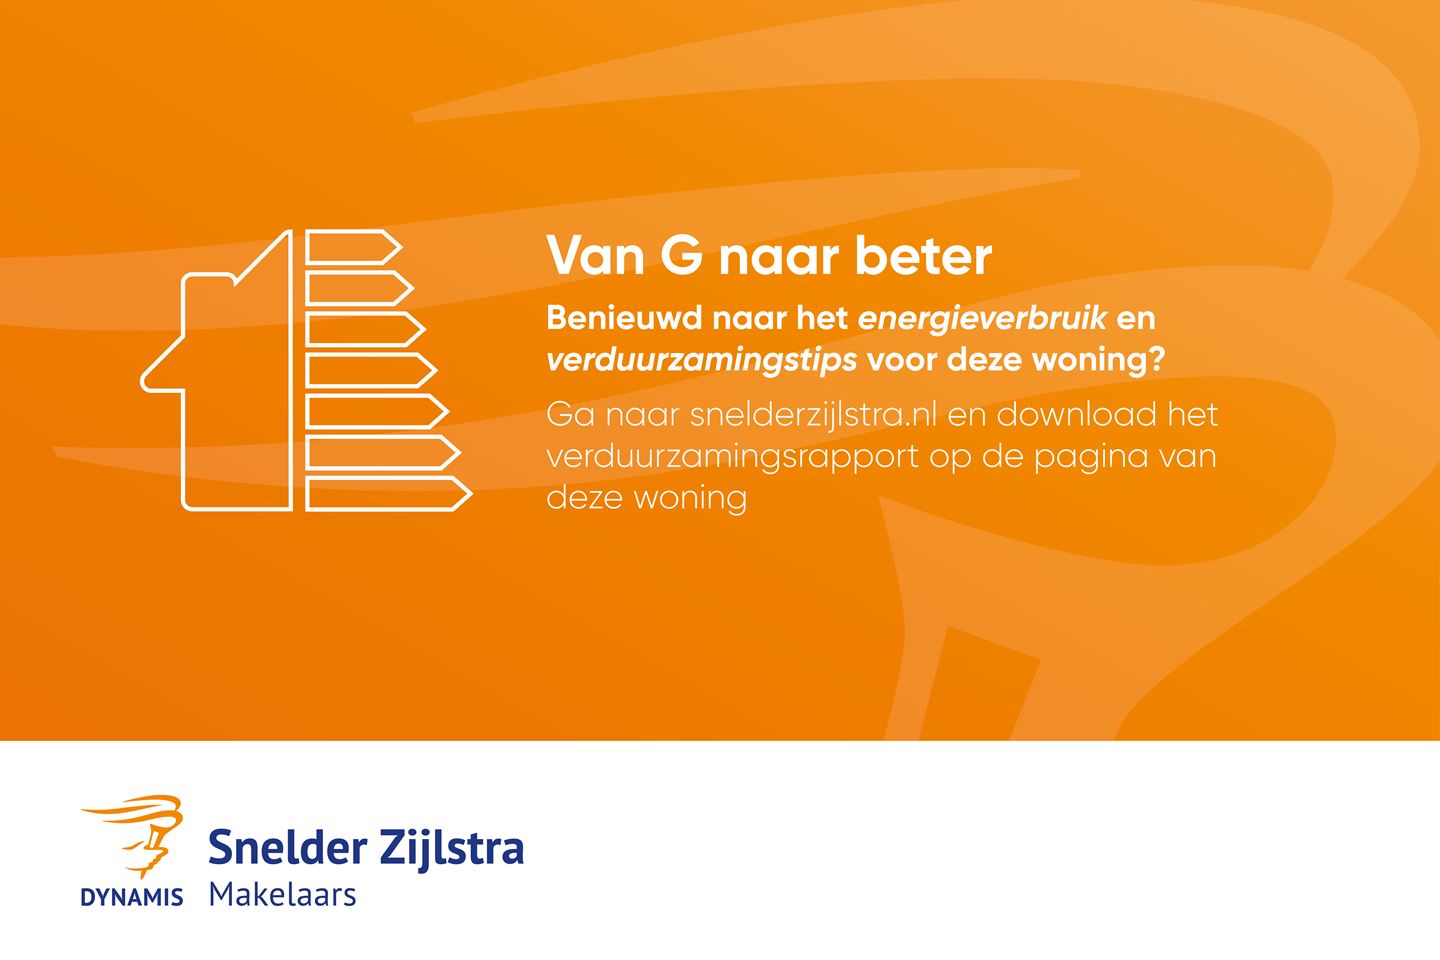 Van G naar beter
Benieuwd naar het energieverbruik en
verduurzamingstips voor deze woning?
Ga naar snelderzijlstra.nl en download het
verduurzamingsrapport op de pagina van
deze woning
DYNAMIS
Snelder Zijlstra
Makelaars